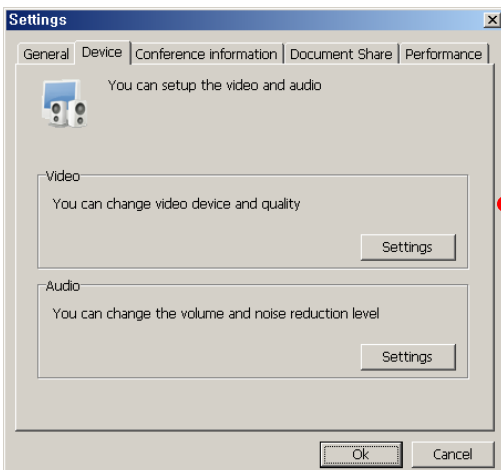 Settings
General Device Conference information Document Share Performance
You can setup the video and audio
Video
You can change video device and quality
Settings
Audio
You can change the volume and noise reduction level
Settings
Ok Cancel